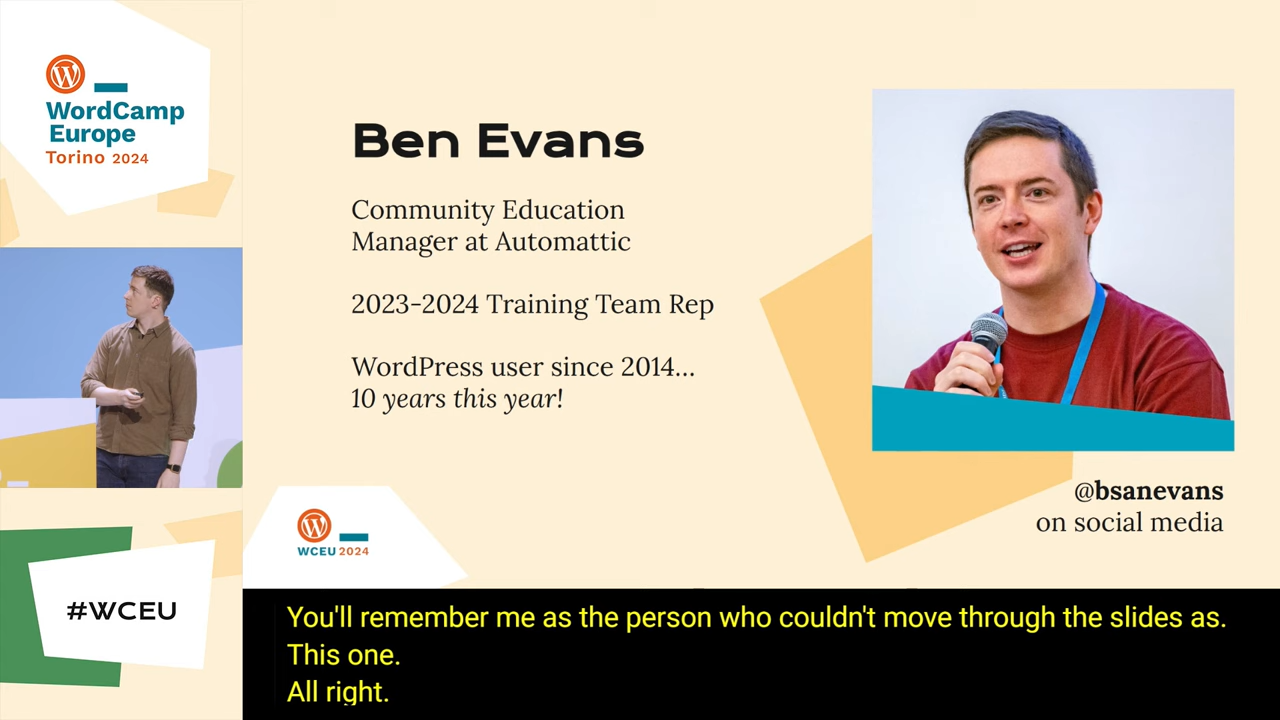 WordCamp
Europe
Torino 2024
#WCEU
Ben Evans
Community Education
Manager at Automattic
2023-2024 Training Team Rep
WordPress user since 2014...
10 years this year!
@bsanevans
on social media
WCEU 2024
You'll remember me as the person who couldn't move through the slides as.
This one.
All right.